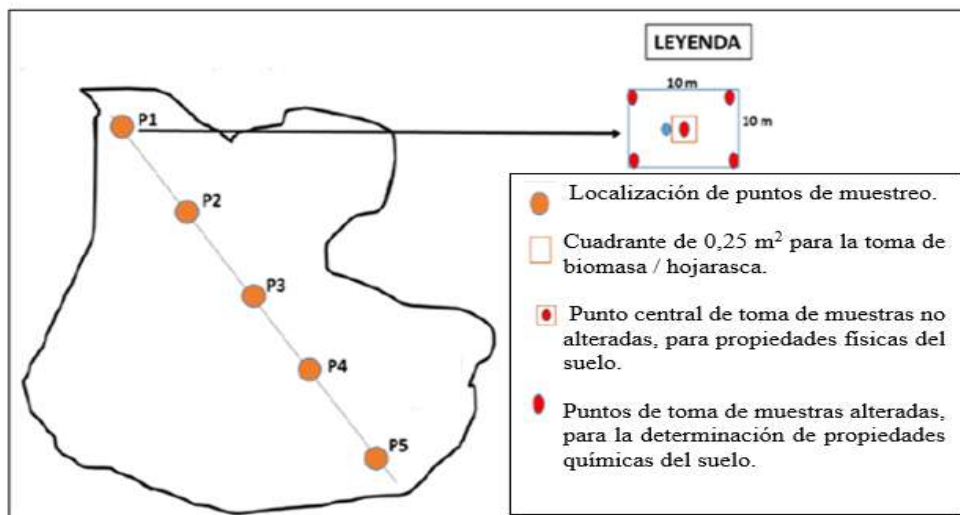 LEYENDA
10 m
10 m
P1
P2
P3
P4
P5
Localización de puntos de muestreo.
Cuadrante de 0,25 m² para la toma de
biomasa / hojarasca.
Punto central de toma de muestras no
alteradas, para propiedades físicas del
suelo.
Puntos de toma de muestras alteradas,
para la determinación de propiedades
químicas del suelo.